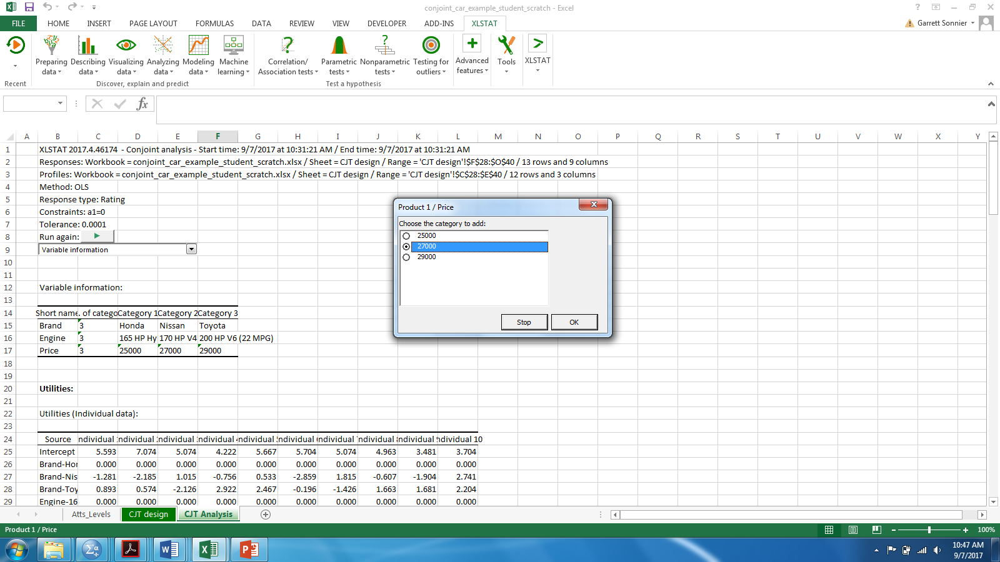 conjoint_car_example_student_scratch - Excel
FILE HOME INSERT PAGE LAYOUT FORMULAS DATA REVIEW VIEW DEVELOPER ADD-INS XLSTAT Garrett Sonnier
Preparing data Describing data Visualizing data Analyzing data Modeling data Machine learning Correlation/ Association tests Parametric tests Nonparametric tests Testing for outliers Advanced features Tools XLSTAT
Recent Discover, explain and predict Test a hypothesis
fx
A B C D E F G H I J K L M N O P Q R S T U V W X Y
1 XLSTAT 2017.4.46174 - Conjoint analysis - Start time: 9/7/2017 at 10:31:21 AM / End time: 9/7/2017 at 10:31:21 AM
2 Responses: Workbook = conjoint_car_example_student_scratch.xlsx / Sheet = CJT design / Range = 'CJT design'!$F$28:$O$40 / 13 rows and 9 columns
3 Profiles: Workbook = conjoint_car_example_student_scratch.xlsx / Sheet = CJT design / Range = 'CJT design'!$C$28:$E$40 / 12 rows and 3 columns
4 Method: OLS
5 Response type: Rating
6 Constraints: a1=0
7 Tolerance: 0.0001
8 Run again:
9 Variable information
10
11
12 Variable information:
13
14 Short name . of catego Category 1 Category 2 Category 3
15 Brand 3 Honda Nissan Toyota
16 Engine 3 165 HP Hy 170 HP V4 200 HP V6 (22 MPG)
17 Price 3 25000 27000 29000
18
19
20 Utilities:
21
22 Utilities (Individual data):
23
24 Source ndividual ndividual ndividual ndividual ndividual ndividual ndividual ndividual ndividual ndividual 10
25 Intercept 5.593 7.074 5.074 4.222 5.667 5.704 5.074 4.963 3.481 3.704
26 Brand-Hor 0.000 0.000 0.000 0.000 0.000 0.000 0.000 0.000 0.000 0.000
27 Brand-Nis -1.281 -2.185 1.015 -0.756 0.533 -2.859 1.815 -0.607 -1.904 2.741
28 Brand-Toy 0.893 0.574 -2.126 2.922 2.467 -0.196 -1.426 1.663 1.681 2.204
29 Engine-16 0.000 0.000 0.000 0.000 0.000 0.000 0.000 0.000 0.000 0.000
Product 1 / Price
Choose the category to add:
25000
27000
29000
Stop OK
Atts_Levels CJT design CJT Analysis
Product 1 / Price 100%
10:47 AM
9/7/2017